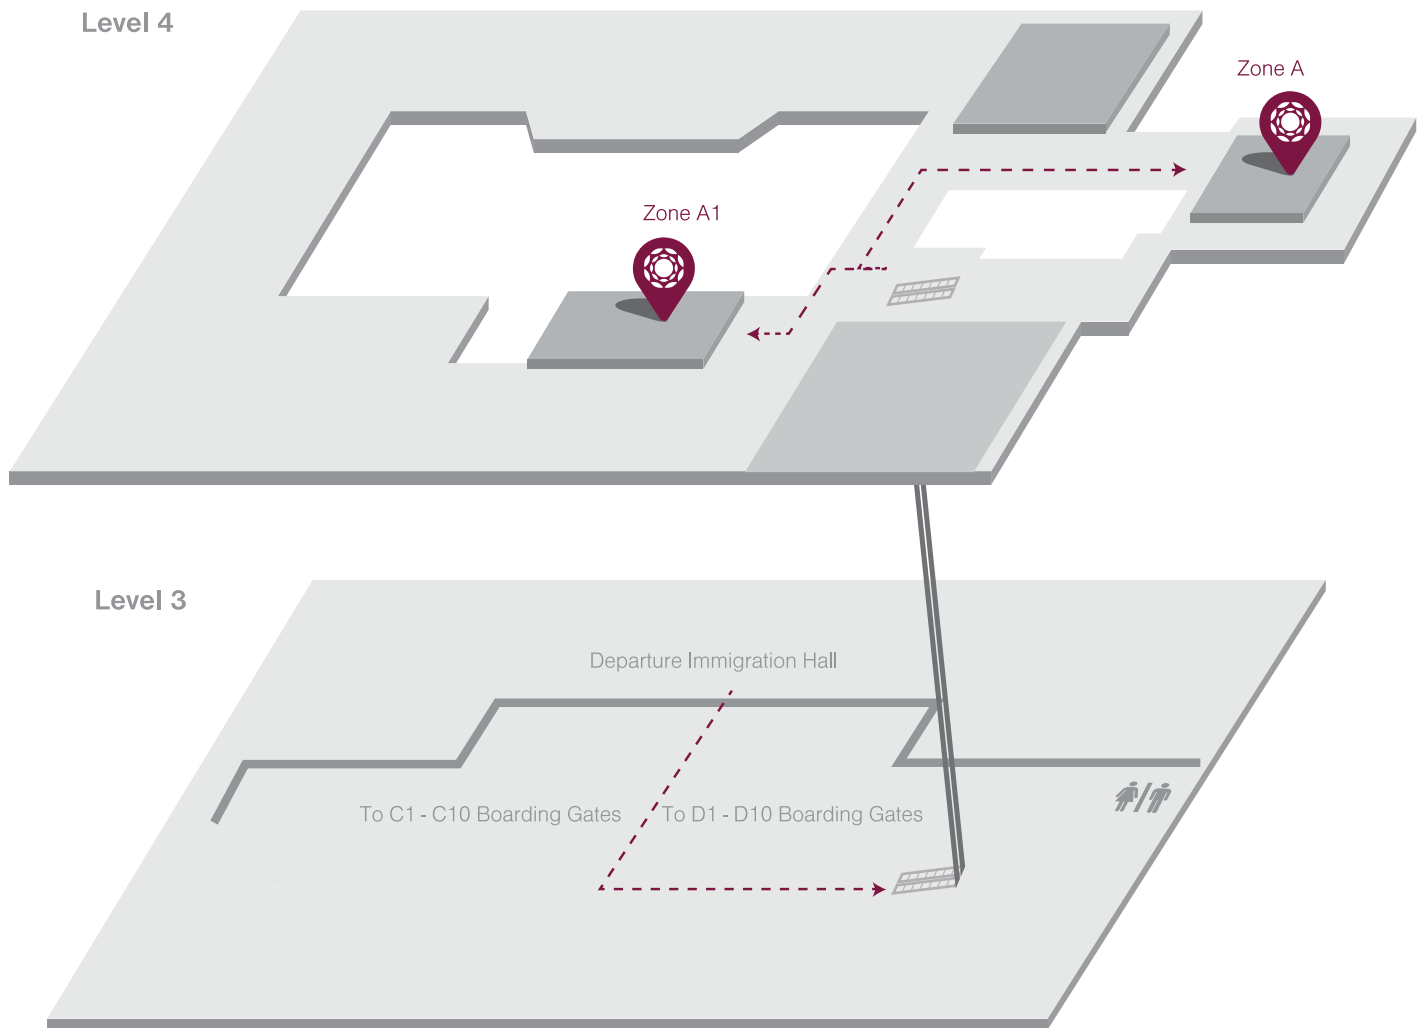 Level 4
Zone A
Zone A1
Level 3
Departure Immigration Hall
To C1 - C10 Boarding Gates
To D1 - D10 Boarding Gates